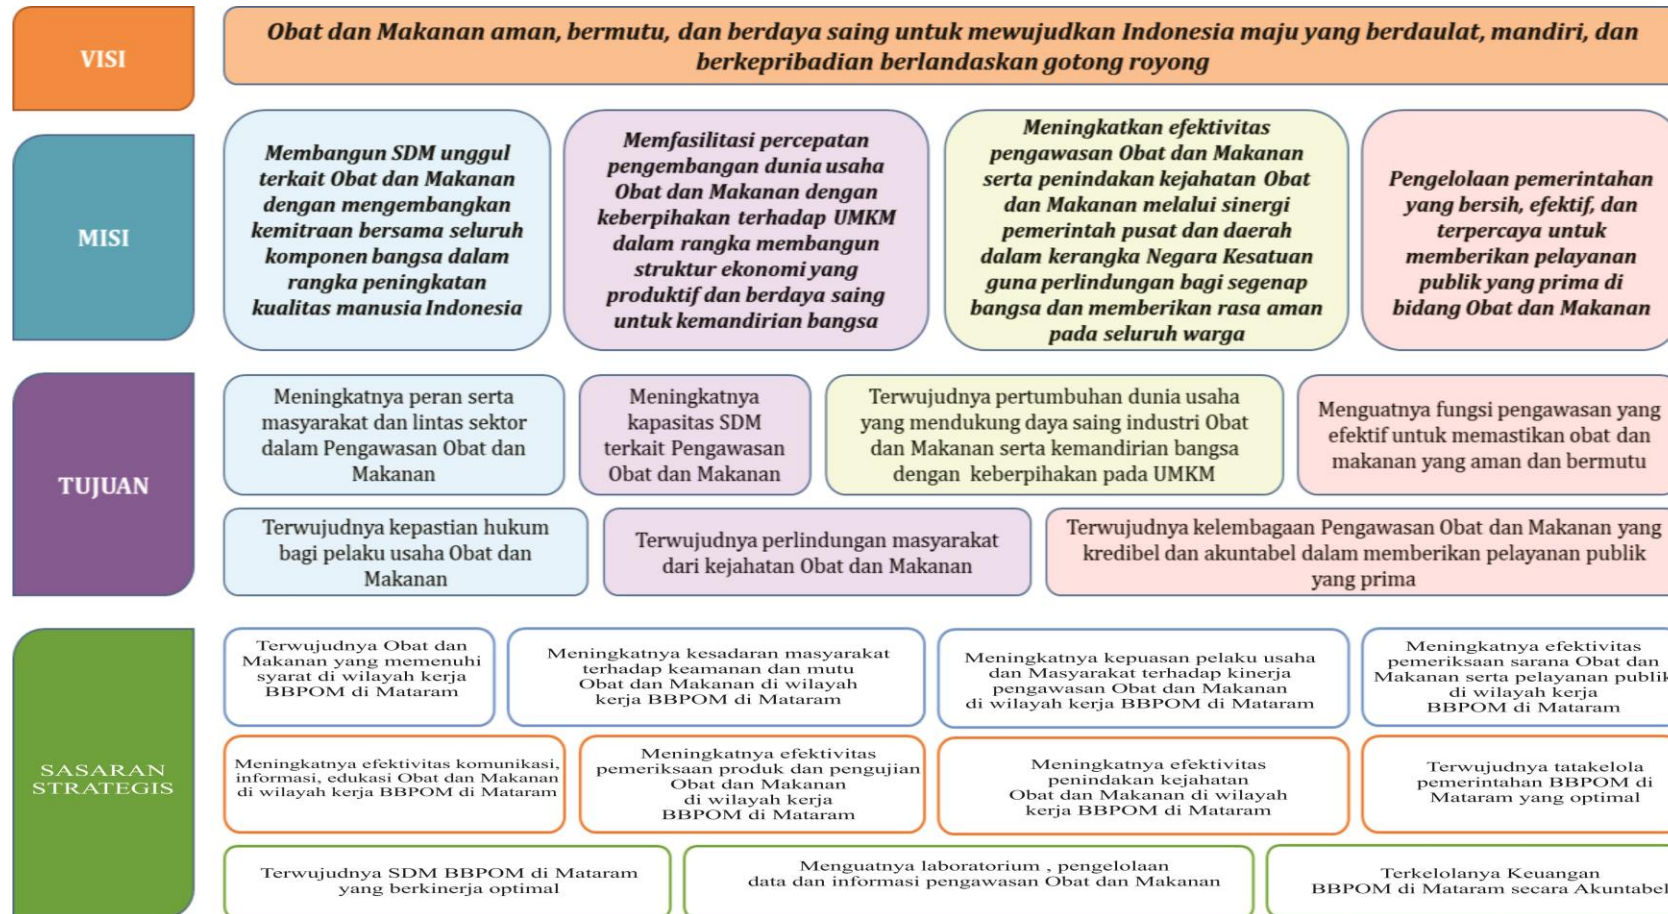 VISI
Obat dan Makanan aman, bermutu, dan berdaya saing untuk mewujudkan Indonesia maju yang berdaulat, mandiri, dan
berkepribadian berlandaskan gotong royong
MISI
Membangun SDM unggul
terkait Obat dan Makanan
dengan mengembangkan
kemitraan bersama seluruh
komponen bangsa dalam
rangka peningkatan
kualitas manusia Indonesia
Memfasilitasi percepatan
pengembangan dunia usaha
Obat dan Makanan dengan
keberpihakan terhadap UMKM
dalam rangka membangun
struktur ekonomi yang
produktif dan berdaya saing
untuk kemandirian bangsa
Meningkatkan efektivitas
pengawasan Obat dan Makanan
serta penindakan kejahatan Obat
dan Makanan melalui sinergi
pemerintah pusat dan daerah
dalam kerangka Negara Kesatuan
guna perlindungan bagi segenap
bangsa dan memberikan rasa aman
pada seluruh warga
Pengelolaan pemerintahan
yang bersih, efektif, dan
terpercaya untuk
memberikan pelayanan
publik yang prima di
bidang Obat dan Makanan
TUJUAN
Meningkatnya peran serta
masyarakat dan lintas sektor
dalam Pengawasan Obat dan
Makanan
Meningkatnya
kapasitas SDM
terkait Pengawasan
Obat dan Makanan
Terwujudnya pertumbuhan dunia usaha
yang mendukung daya saing industri Obat
dan Makanan serta kemandirian bangsa
dengan keberpihakan pada UMKM
Menguatnya fungsi pengawasan yang
efektif untuk memastikan obat dan
makanan yang aman dan bermutu
Terwujudnya kepastian hukum
bagi pelaku usaha Obat dan
Makanan
Terwujudnya perlindungan masyarakat
dari kejahatan Obat dan Makanan
Terwujudnya kelembagaan Pengawasan Obat dan Makanan yang
kredibel dan akuntabel dalam memberikan pelayanan publik
yang prima
SASARAN
STRATEGIS
Terwujudnya Obat dan
Makanan yang memenuhi
syarat di wilayah kerja
BBPOM di Mataram
Meningkatnya kesadaran masyarakat
terhadap keamanan dan mutu
Obat dan Makanan di wilayah
kerja BBPOM di Mataram
Meningkatnya kepuasan pelaku usaha
dan Masyarakat terhadap kinerja
pengawasan Obat dan Makanan
di wilayah kerja BBPOM di Mataram
Meningkatnya efektivitas
pemeriksaan sarana Obat dan
Makanan serta pelayanan publik
di wilayah kerja
BBPOM di Mataram
Meningkatnya efektivitas komunikasi,
informasi, edukasi Obat dan Makanan
di wilayah kerja BBPOM di Mataram
Meningkatnya efektivitas
pemeriksaan produk dan pengujian
Obat dan Makanan
di wilayah kerja
BBPOM di Mataram
Meningkatnya efektivitas
penindakan kejahatan
Obat dan Makanan di wilayah
kerja BBPOM di Mataram
Terwujudnya tatakelola
pemerintahan BBPOM di
Mataram yang optimal
Terwujudnya SDM BBPOM di Mataram
yang berkinerja optimal
Menguatnya laboratorium , pengelolaan
data dan informasi pengawasan Obat dan Makanan
Terkelolanya Keuangan
BBPOM di Mataram secara Akuntabel